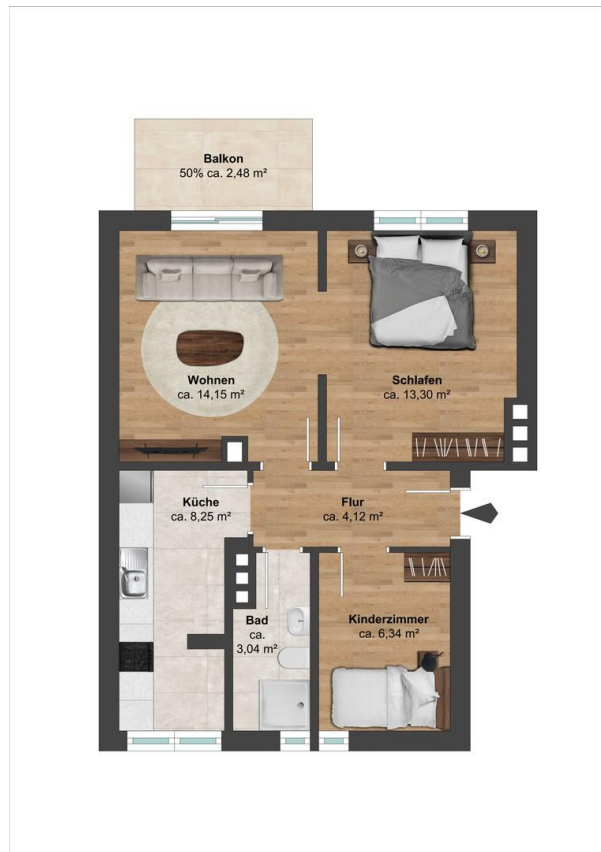 Balkon
50% ca. 2,48 m²
Wohnen
ca. 14,15 m²
Schlafen
ca. 13,30 m²
Küche
ca. 8,25 m²
Flur
ca. 4,12 m²
Bad
ca.
3,04 m²
Kinderzimmer
ca. 6,34 m²